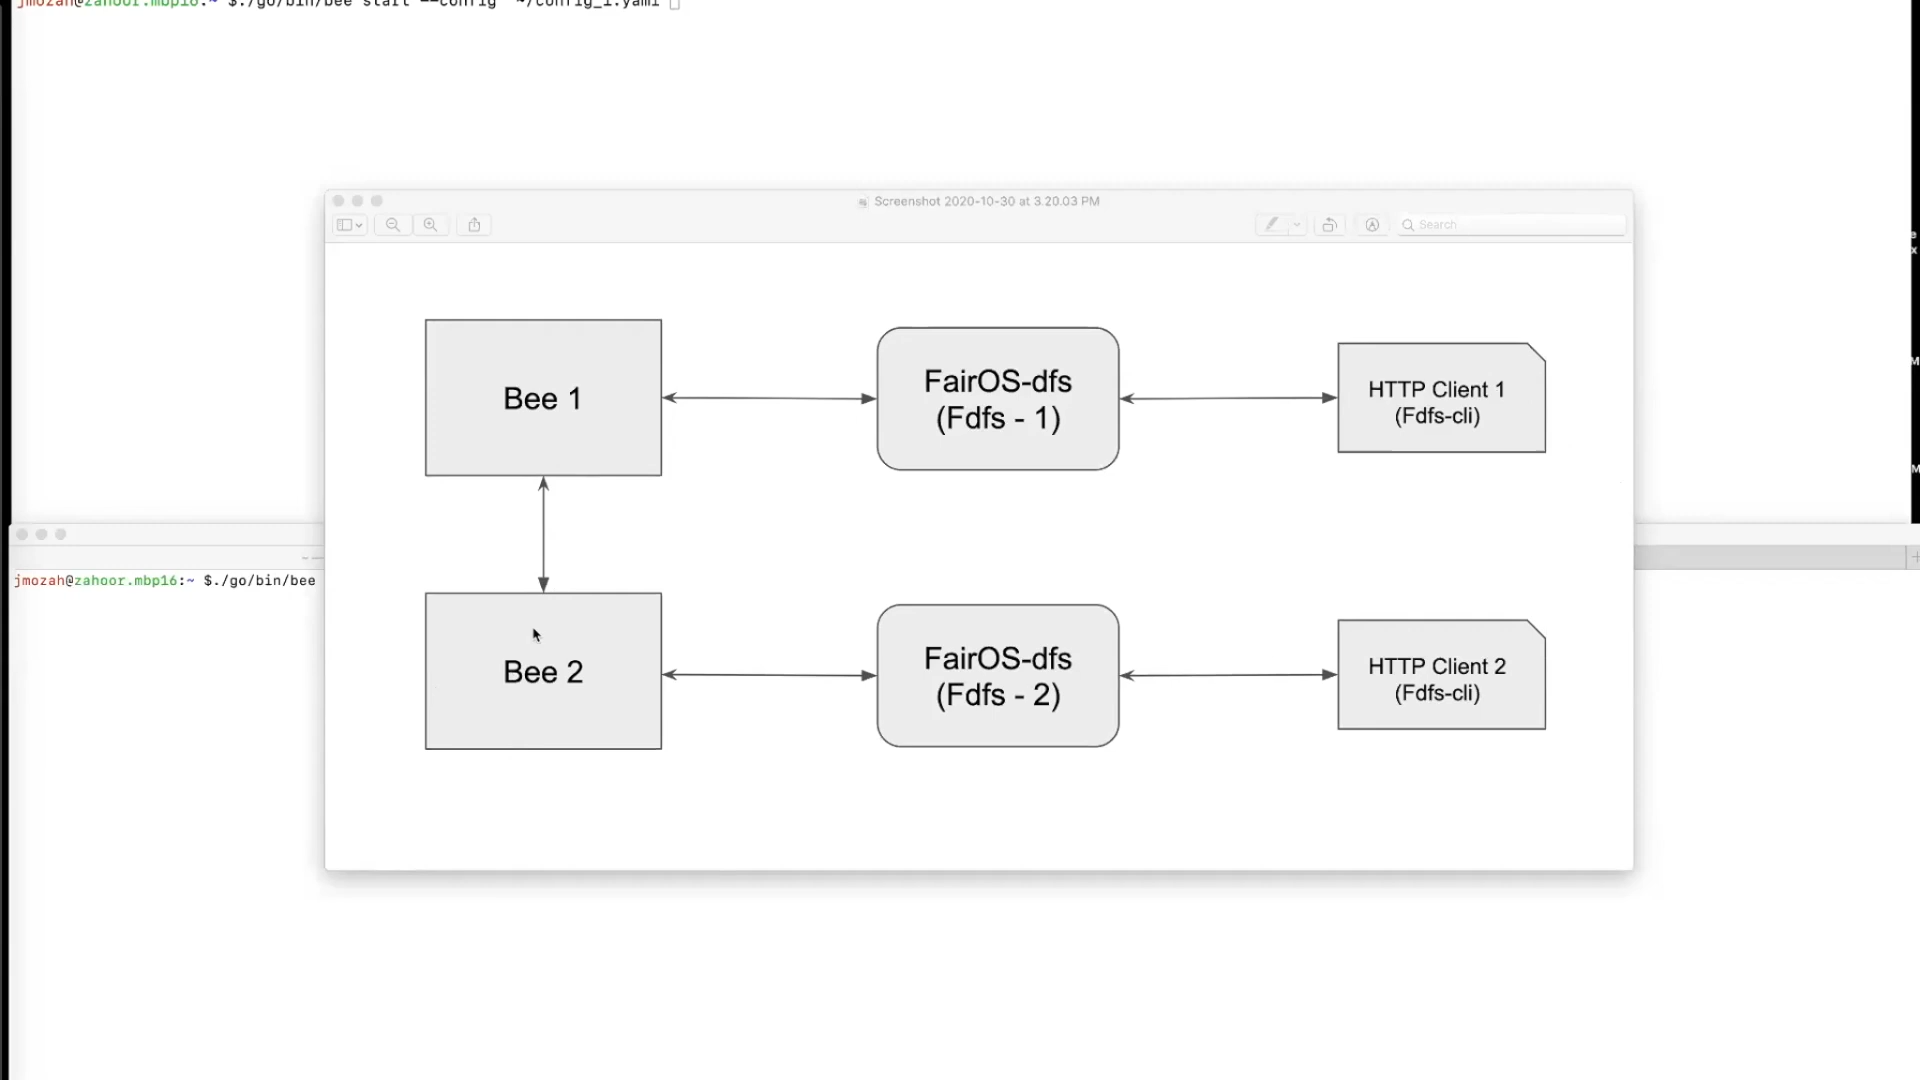 jmozah@zahoor.mbp16:~ $./go/bin/bee start --config ~/config_1.yaml
Screenshot 2020-10-30 at 3.20.03 PM
Search
Bee 1
FairOS-dfs
(Fdfs - 1)
HTTP Client 1
(Fdfs-cli)
jmozah@zahoor.mbp16:~ $./go/bin/bee
Bee 2
FairOS-dfs
(Fdfs - 2)
HTTP Client 2
(Fdfs-cli)